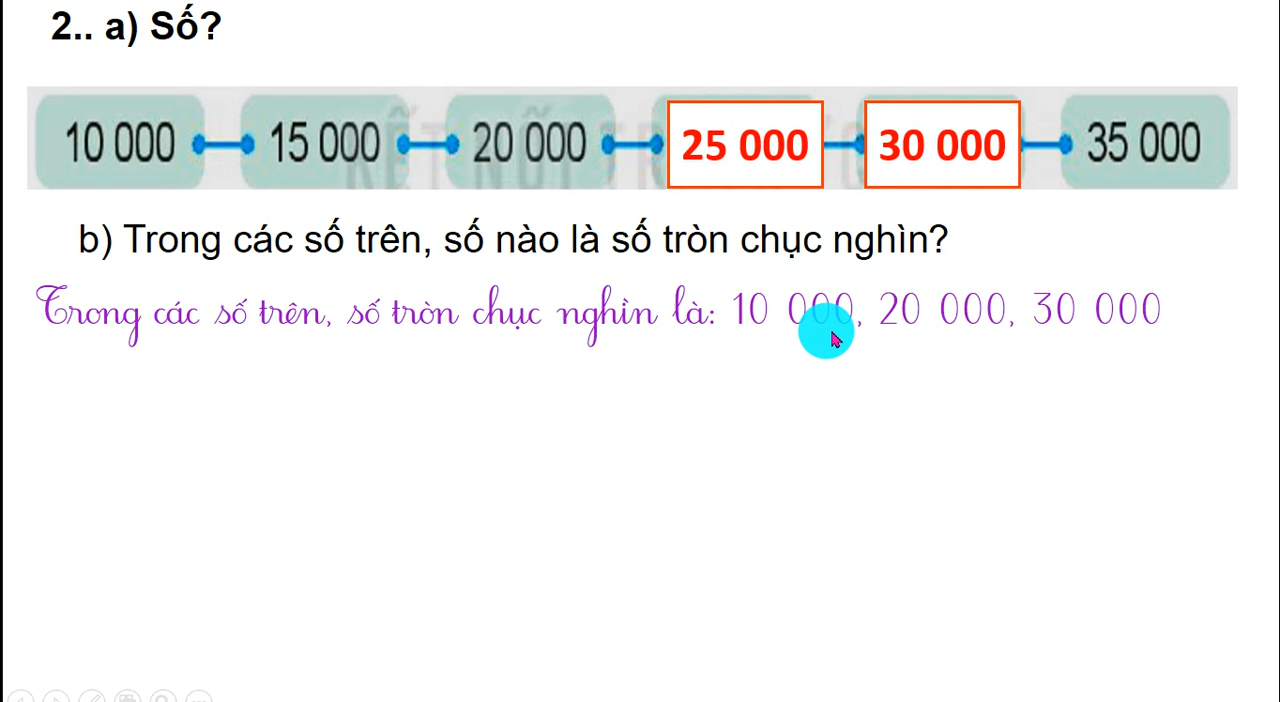 2.. a) Số?
10 000 15 000 20 000 25 000 30 000 35 000
b) Trong các số trên, số nào là số tròn chục nghìn?
Trong các số trên, số tròn chục nghìn là: 10 000, 20 000, 30 000